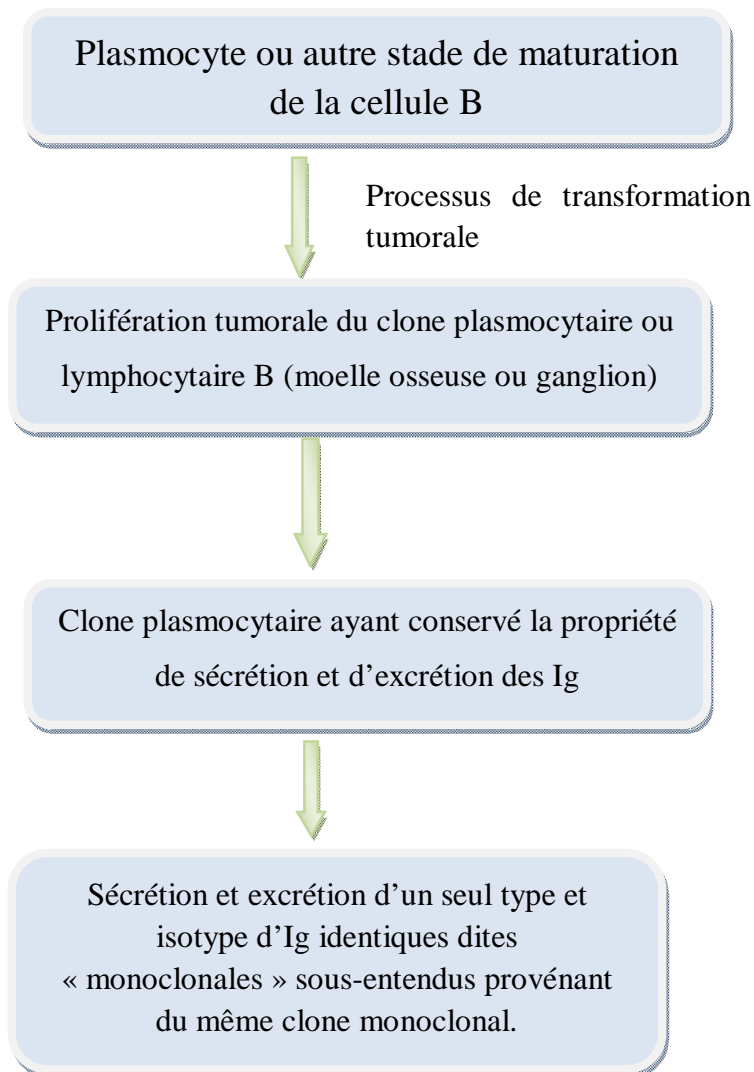 Plasmocyte ou autre stade de maturation
de la cellule B
Processus de transformation
tumorale
Prolifération tumorale du clone plasmocytaire ou
lymphocytaire B (moelle osseuse ou ganglion)
Clone plasmocytaire ayant conservé la propriété
de sécrétion et d’excrétion des Ig
Sécrétion et excrétion d’un seul type et
isotype d’Ig identiques dites
« monoclonales » sous-entendus provénant
du même clone monoclonal.